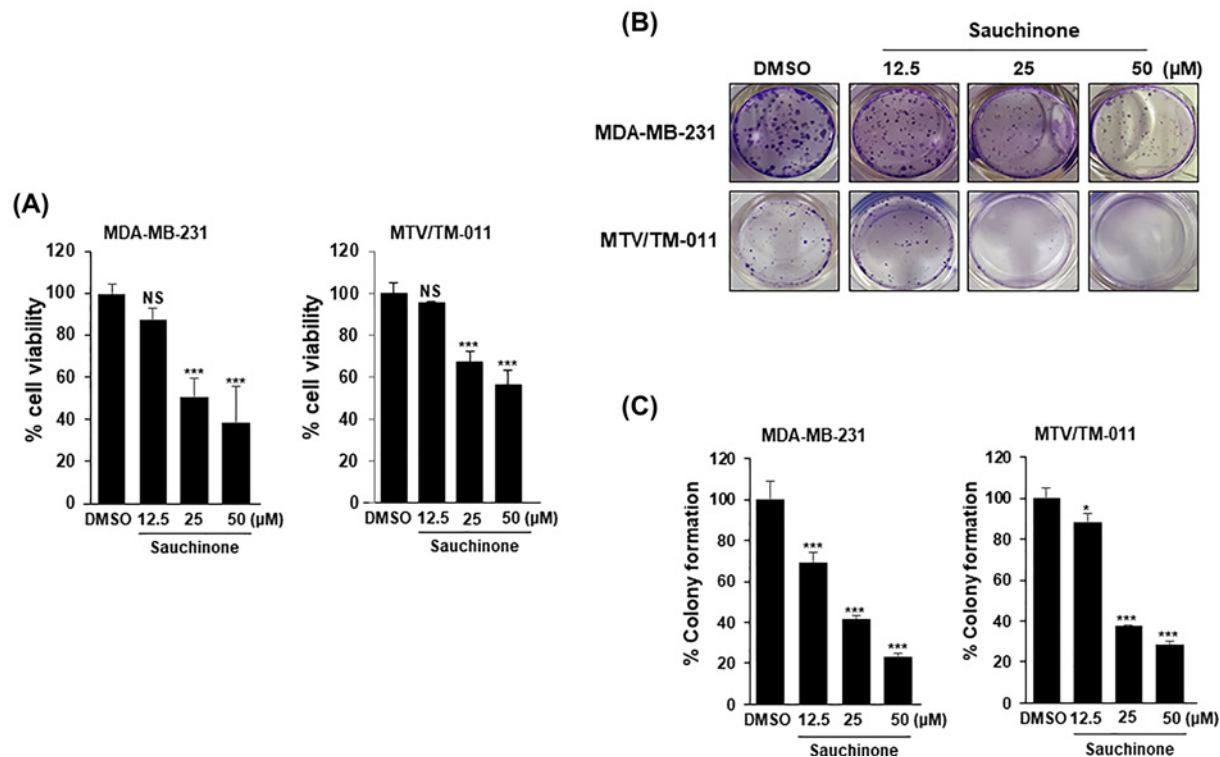 (A)
MDA-MB-231
% cell viability
120
100
80
60
40
20
0
NS
***
***
DMSO 12.5 25 50 (µM)
Sauchinone
MTV/TM-011
% cell viability
120
100
80
60
40
20
0
NS
***
***
DMSO 12.5 25 50 (µM)
Sauchinone
(B)
Sauchinone
DMSO 12.5 25 50 (µM)
MDA-MB-231
MTV/TM-011
(C)
MDA-MB-231
% Colony formation
120
100
80
60
40
20
0
***
***
***
DMSO 12.5 25 50 (µM)
Sauchinone
MTV/TM-011
% Colony formation
120
100
80
60
40
20
0
*
***
***
DMSO 12.5 25 50 (µM)
Sauchinone